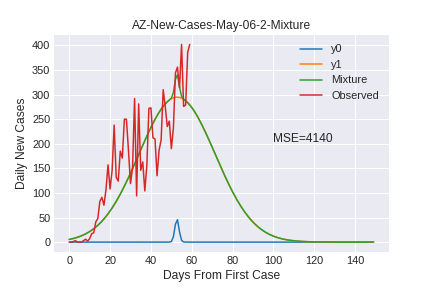 AZ-New-Cases-May-06-2-Mixture
400
350
300
250
200
150
100
50
0
Daily New Cases
y0
y1
Mixture
Observed
MSE=4140
0 20 40 60 80 100 120 140
Days From First Case